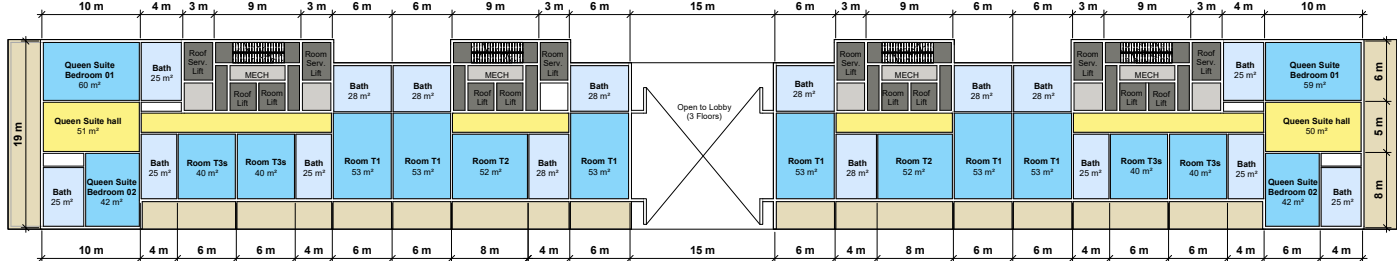 10 m 4 m 3 m 9 m 3 m 6 m 6 m 9 m 3 m 6 m 15 m 6 m 3 m 9 m 6 m 6 m 3 m 9 m 3 m 4 m 10 m
19 m
Queen Suite
Bedroom 01
60 m²
Bath
25 m²
Roof
Serv.
Lift
MECH
Roof
Lift
Room
Lift
Room
Serv.
Lift
Bath
28 m²
Bath
28 m²
MECH
Roof
Lift
Room
Lift
Room
Serv.
Lift
Bath
28 m²
Open to Lobby
(3 Floors)
Bath
28 m²
Room
Serv.
Lift
MECH
Room
Lift
Roof
Lift
Bath
28 m²
Bath
28 m²
Room
Serv.
Lift
MECH
Room
Lift
Roof
Lift
Roof
Serv.
Lift
Bath
25 m²
Queen Suite
Bedroom 01
59 m²
6 m
Queen Suite hall
51 m²
Queen Suite hall
50 m²
5 m
Bath
25 m²
Queen Suite
Bedroom 02
42 m²
Bath
25 m²
Room T3s
40 m²
Room T3s
40 m²
Bath
25 m²
Room T1
53 m²
Room T1
53 m²
Room T2
52 m²
Bath
28 m²
Room T1
53 m²
Room T1
53 m²
Bath
28 m²
Room T2
52 m²
Room T1
53 m²
Room T1
53 m²
Bath
25 m²
Room T3s
40 m²
Room T3s
40 m²
Bath
25 m²
Queen Suite
Bedroom 02
42 m²
Bath
25 m²
8 m
10 m 4 m 6 m 6 m 4 m 6 m 6 m 8 m 4 m 6 m 15 m 6 m 4 m 8 m 6 m 6 m 4 m 6 m 6 m 4 m 6 m 4 m